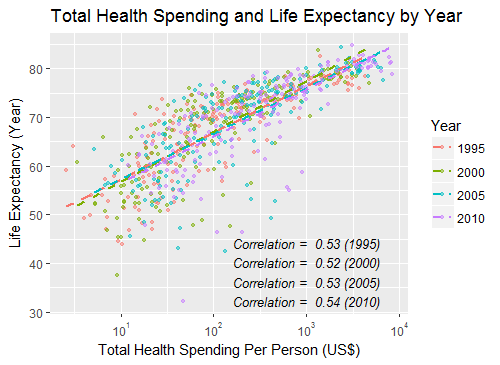 Total Health Spending and Life Expectancy by Year
Life Expectancy (Year)
80
70
60
50
40
30
Correlation = 0.53 (1995)
Correlation = 0.52 (2000)
Correlation = 0.53 (2005)
Correlation = 0.54 (2010)
10¹ 10² 10³ 10⁴
Total Health Spending Per Person (US$)
Year
1995
2000
2005
2010